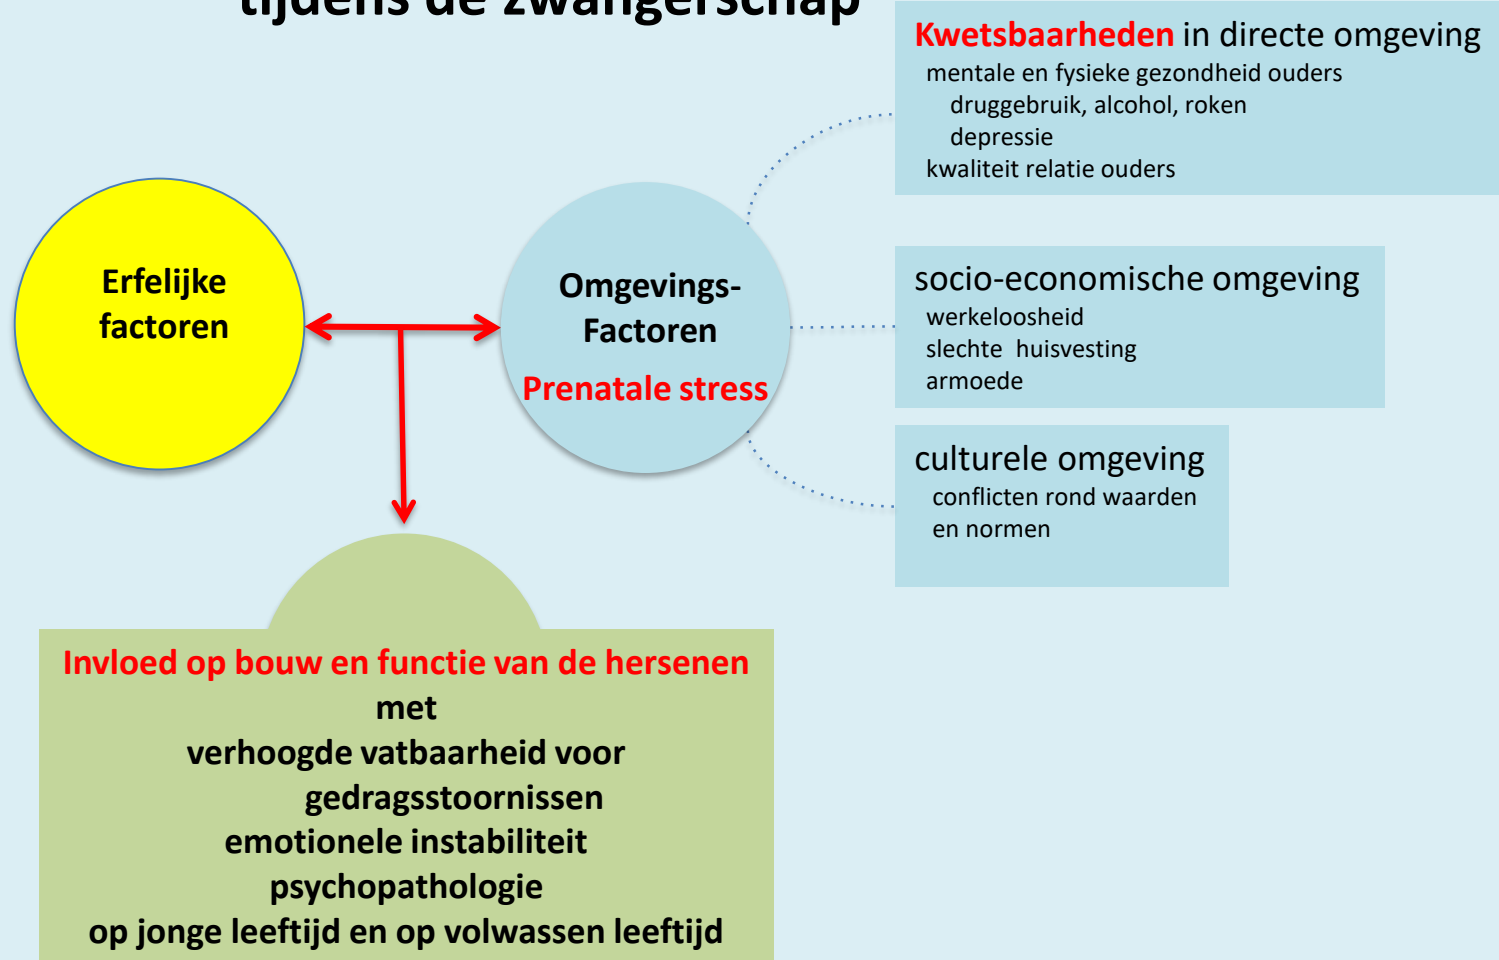 tijdens de zwangerschap
Kwetsbaarheden in directe omgeving
mentale en fysieke gezondheid ouders
druggebruik, alcohol, roken
depressie
kwaliteit relatie ouders
Erfelijke
factoren
Omgevings-
Factoren
Prenatale stress
socio-economische omgeving
werkeloosheid
slechte huisvesting
armoede
culturele omgeving
conflicten rond waarden
en normen
Invloed op bouw en functie van de hersenen
met
verhoogde vatbaarheid voor
gedragsstoornissen
emotionele instabiliteit
psychopathologie
op jonge leeftijd en op volwassen leeftijd